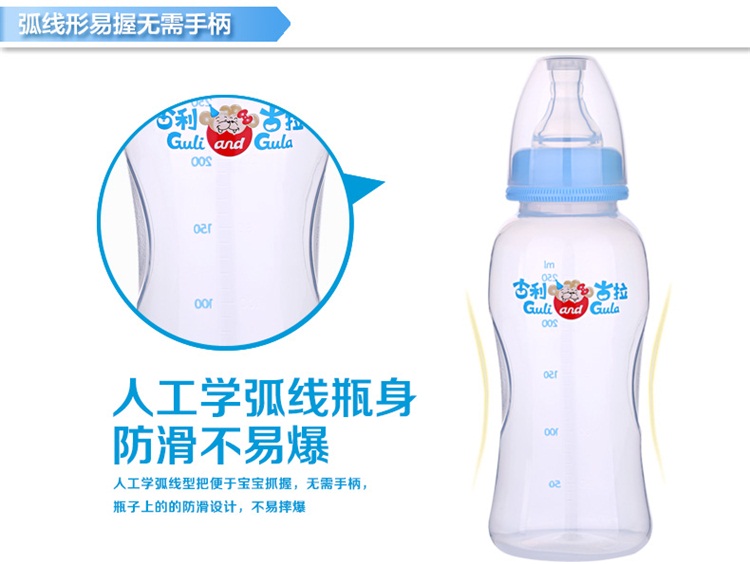 弧线形易握无需手柄
250
古利 古拉
Guli and Gula
200
150
100
人工学弧线瓶身
防滑不易爆
人工学弧线型把便于宝宝抓握，无需手柄，
瓶子上的的防滑设计，不易摔爆
ml
250
古利 古拉
Guli and Gula
200
150
100
50